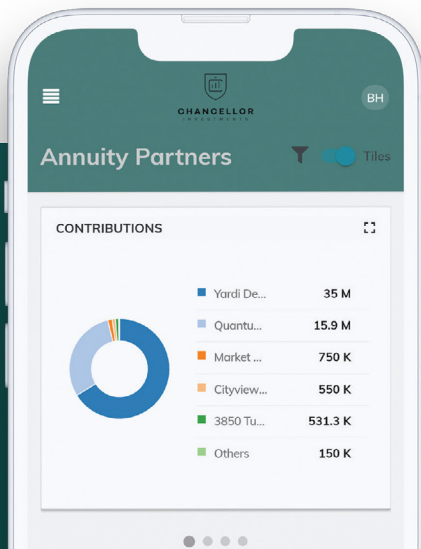 CHANCELLOR
INVESTMENTS
BH
Annuity Partners
Tiles
CONTRIBUTIONS
Yardi De... 35 M
Quantu... 15.9 M
Market ... 750 K
Cityview... 550 K
3850 Tu... 531.3 K
Others 150 K